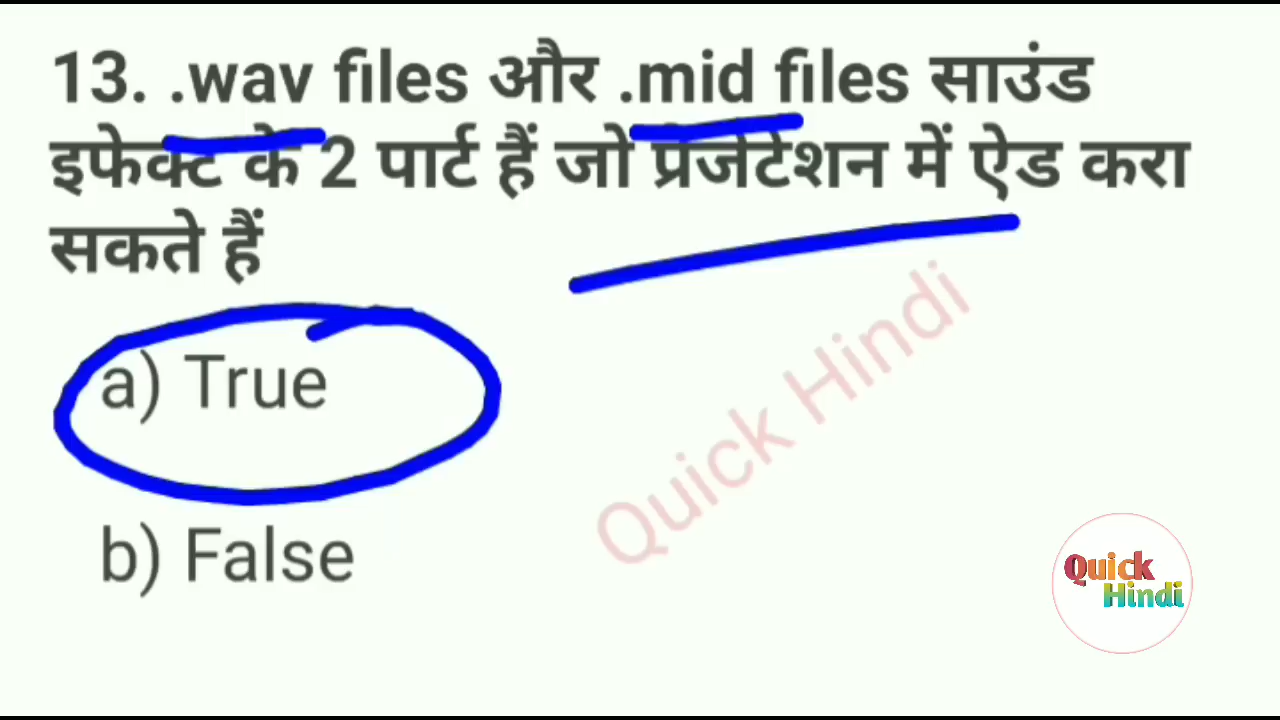 13. .wav files और .mid files साउंड
इफेक्ट के 2 पार्ट हैं जो प्रेजेंटेशन में ऐड करा
सकते हैं
a) True
b) False
Quick Hindi
Quick
Hindi